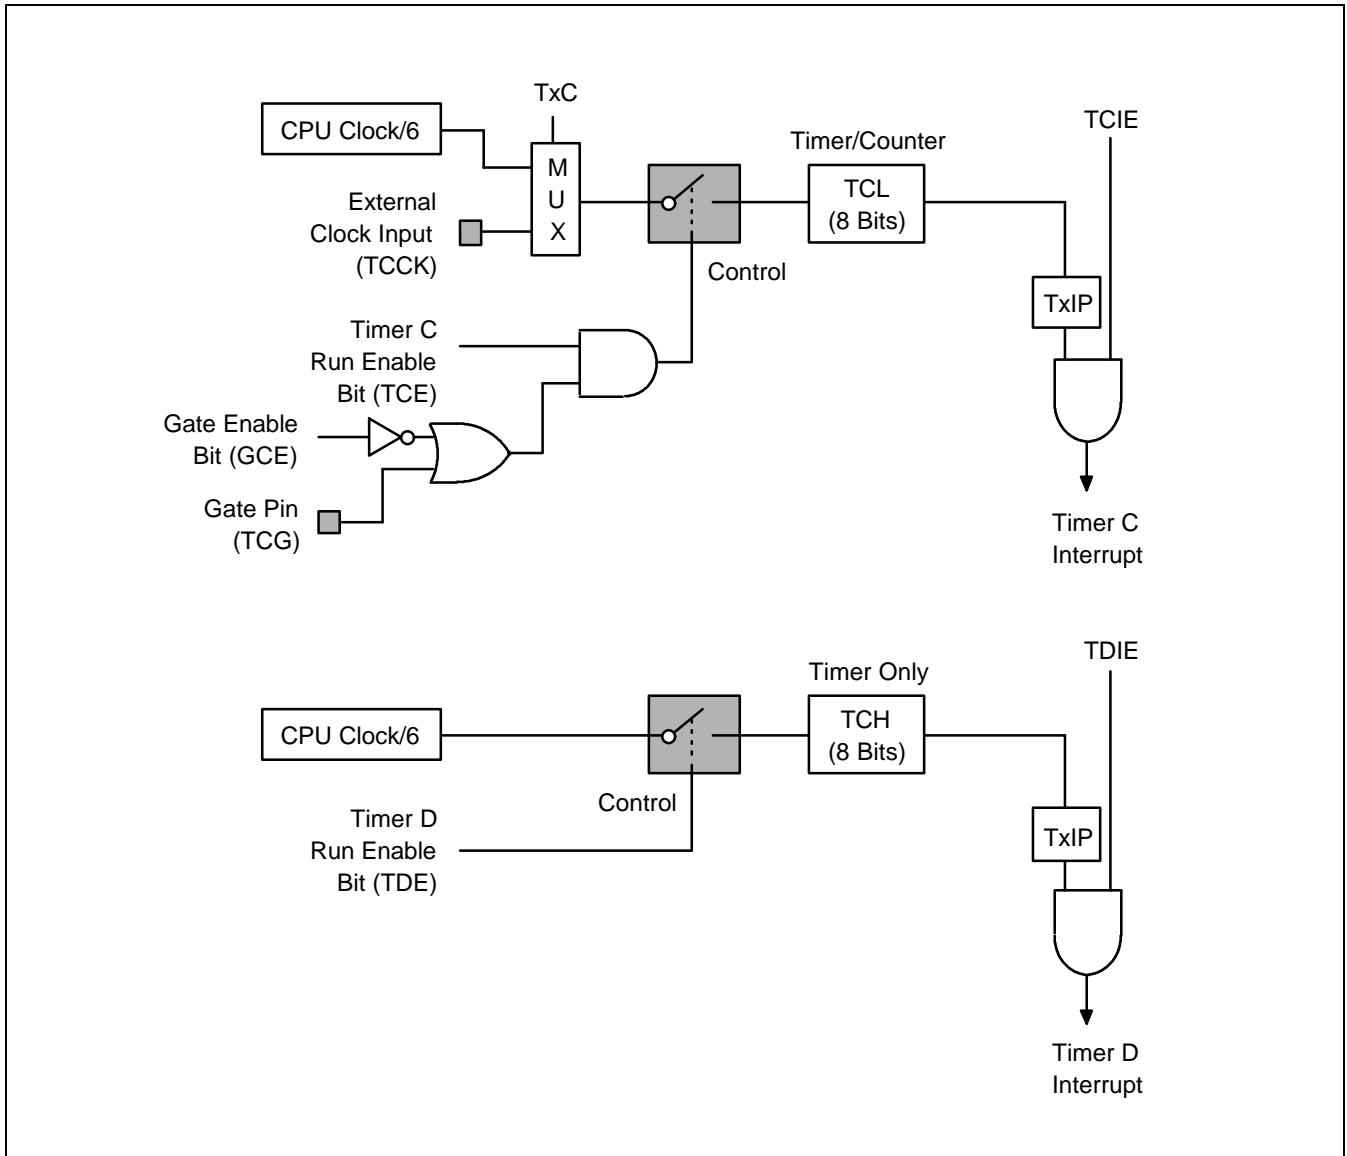 TxC
CPU Clock/6
TCIE
Timer/Counter
M
U
X
TCL
(8 Bits)
External
Clock Input
(TCCK)
Control
TxIP
Timer C
Run Enable
Bit (TCE)
Gate Enable
Bit (GCE)
Gate Pin
(TCG)
Timer C
Interrupt
TDIE
Timer Only
CPU Clock/6
TCH
(8 Bits)
Control
Timer D
Run Enable
Bit (TDE)
TxIP
Timer D
Interrupt